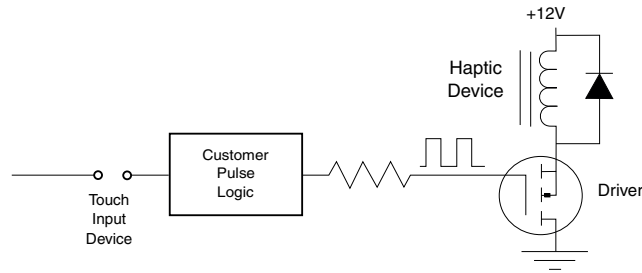 +12V
Haptic
Device
Customer
Pulse
Logic
Touch
Input
Device
Driver